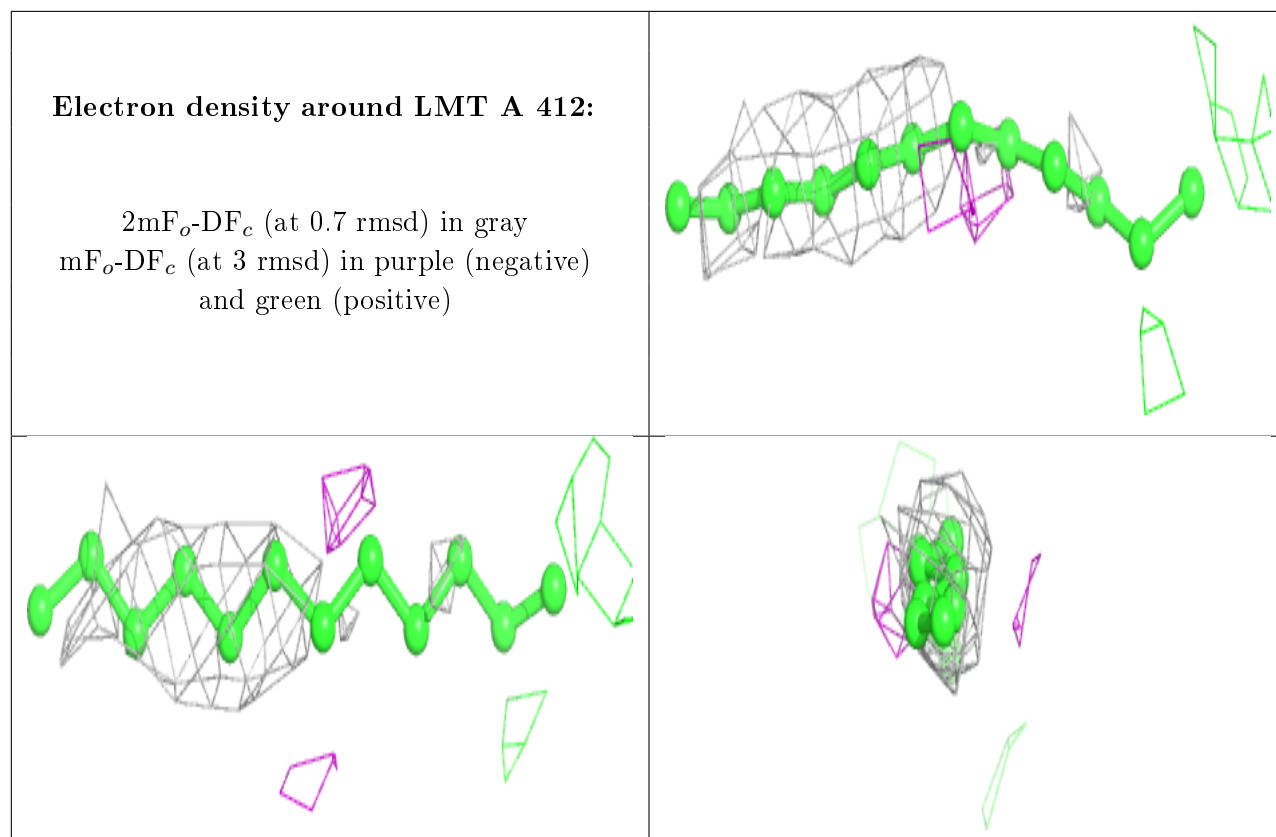 Electron density around LMT A 412:
2mFₒ-DF𝒸 (at 0.7 rmsd) in gray
mFₒ-DF𝒸 (at 3 rmsd) in purple (negative)
and green (positive)